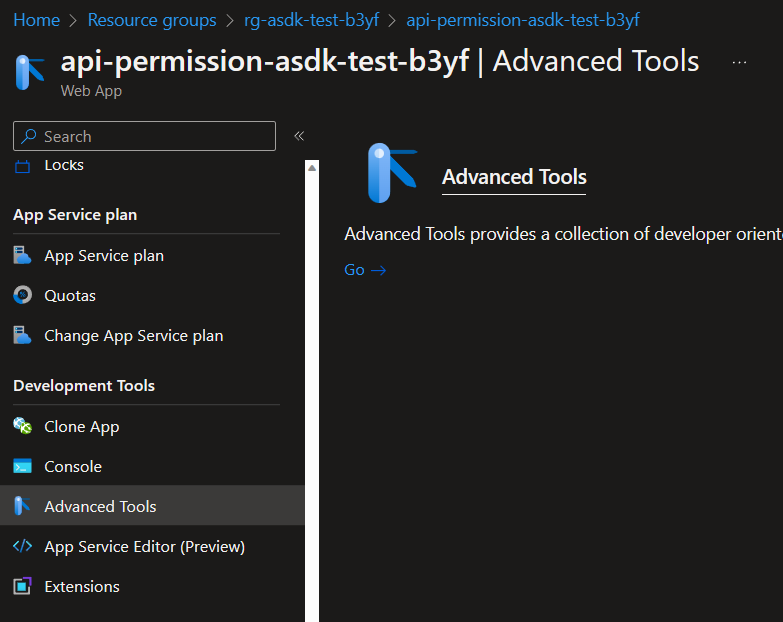 Home > Resource groups > rg-asdk-test-b3yf > api-permission-asdk-test-b3yf
api-permission-asdk-test-b3yf | Advanced Tools ...
Web App
Search «
Locks
App Service plan
App Service plan
Quotas
Change App Service plan
Development Tools
Clone App
Console
Advanced Tools
App Service Editor (Preview)
Extensions
Advanced Tools
Advanced Tools provides a collection of developer orient
Go →